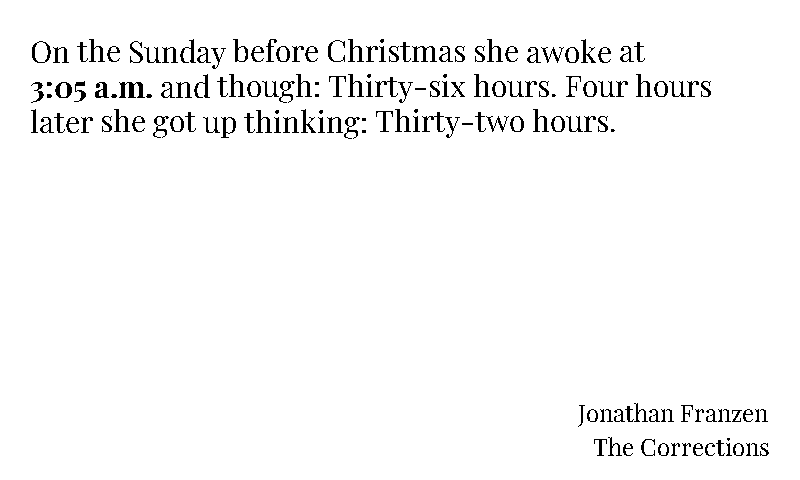 On the Sunday before Christmas she awoke at
3:05 a.m. and though: Thirty-six hours. Four hours
later she got up thinking: Thirty-two hours.
Jonathan Franzen
The Corrections